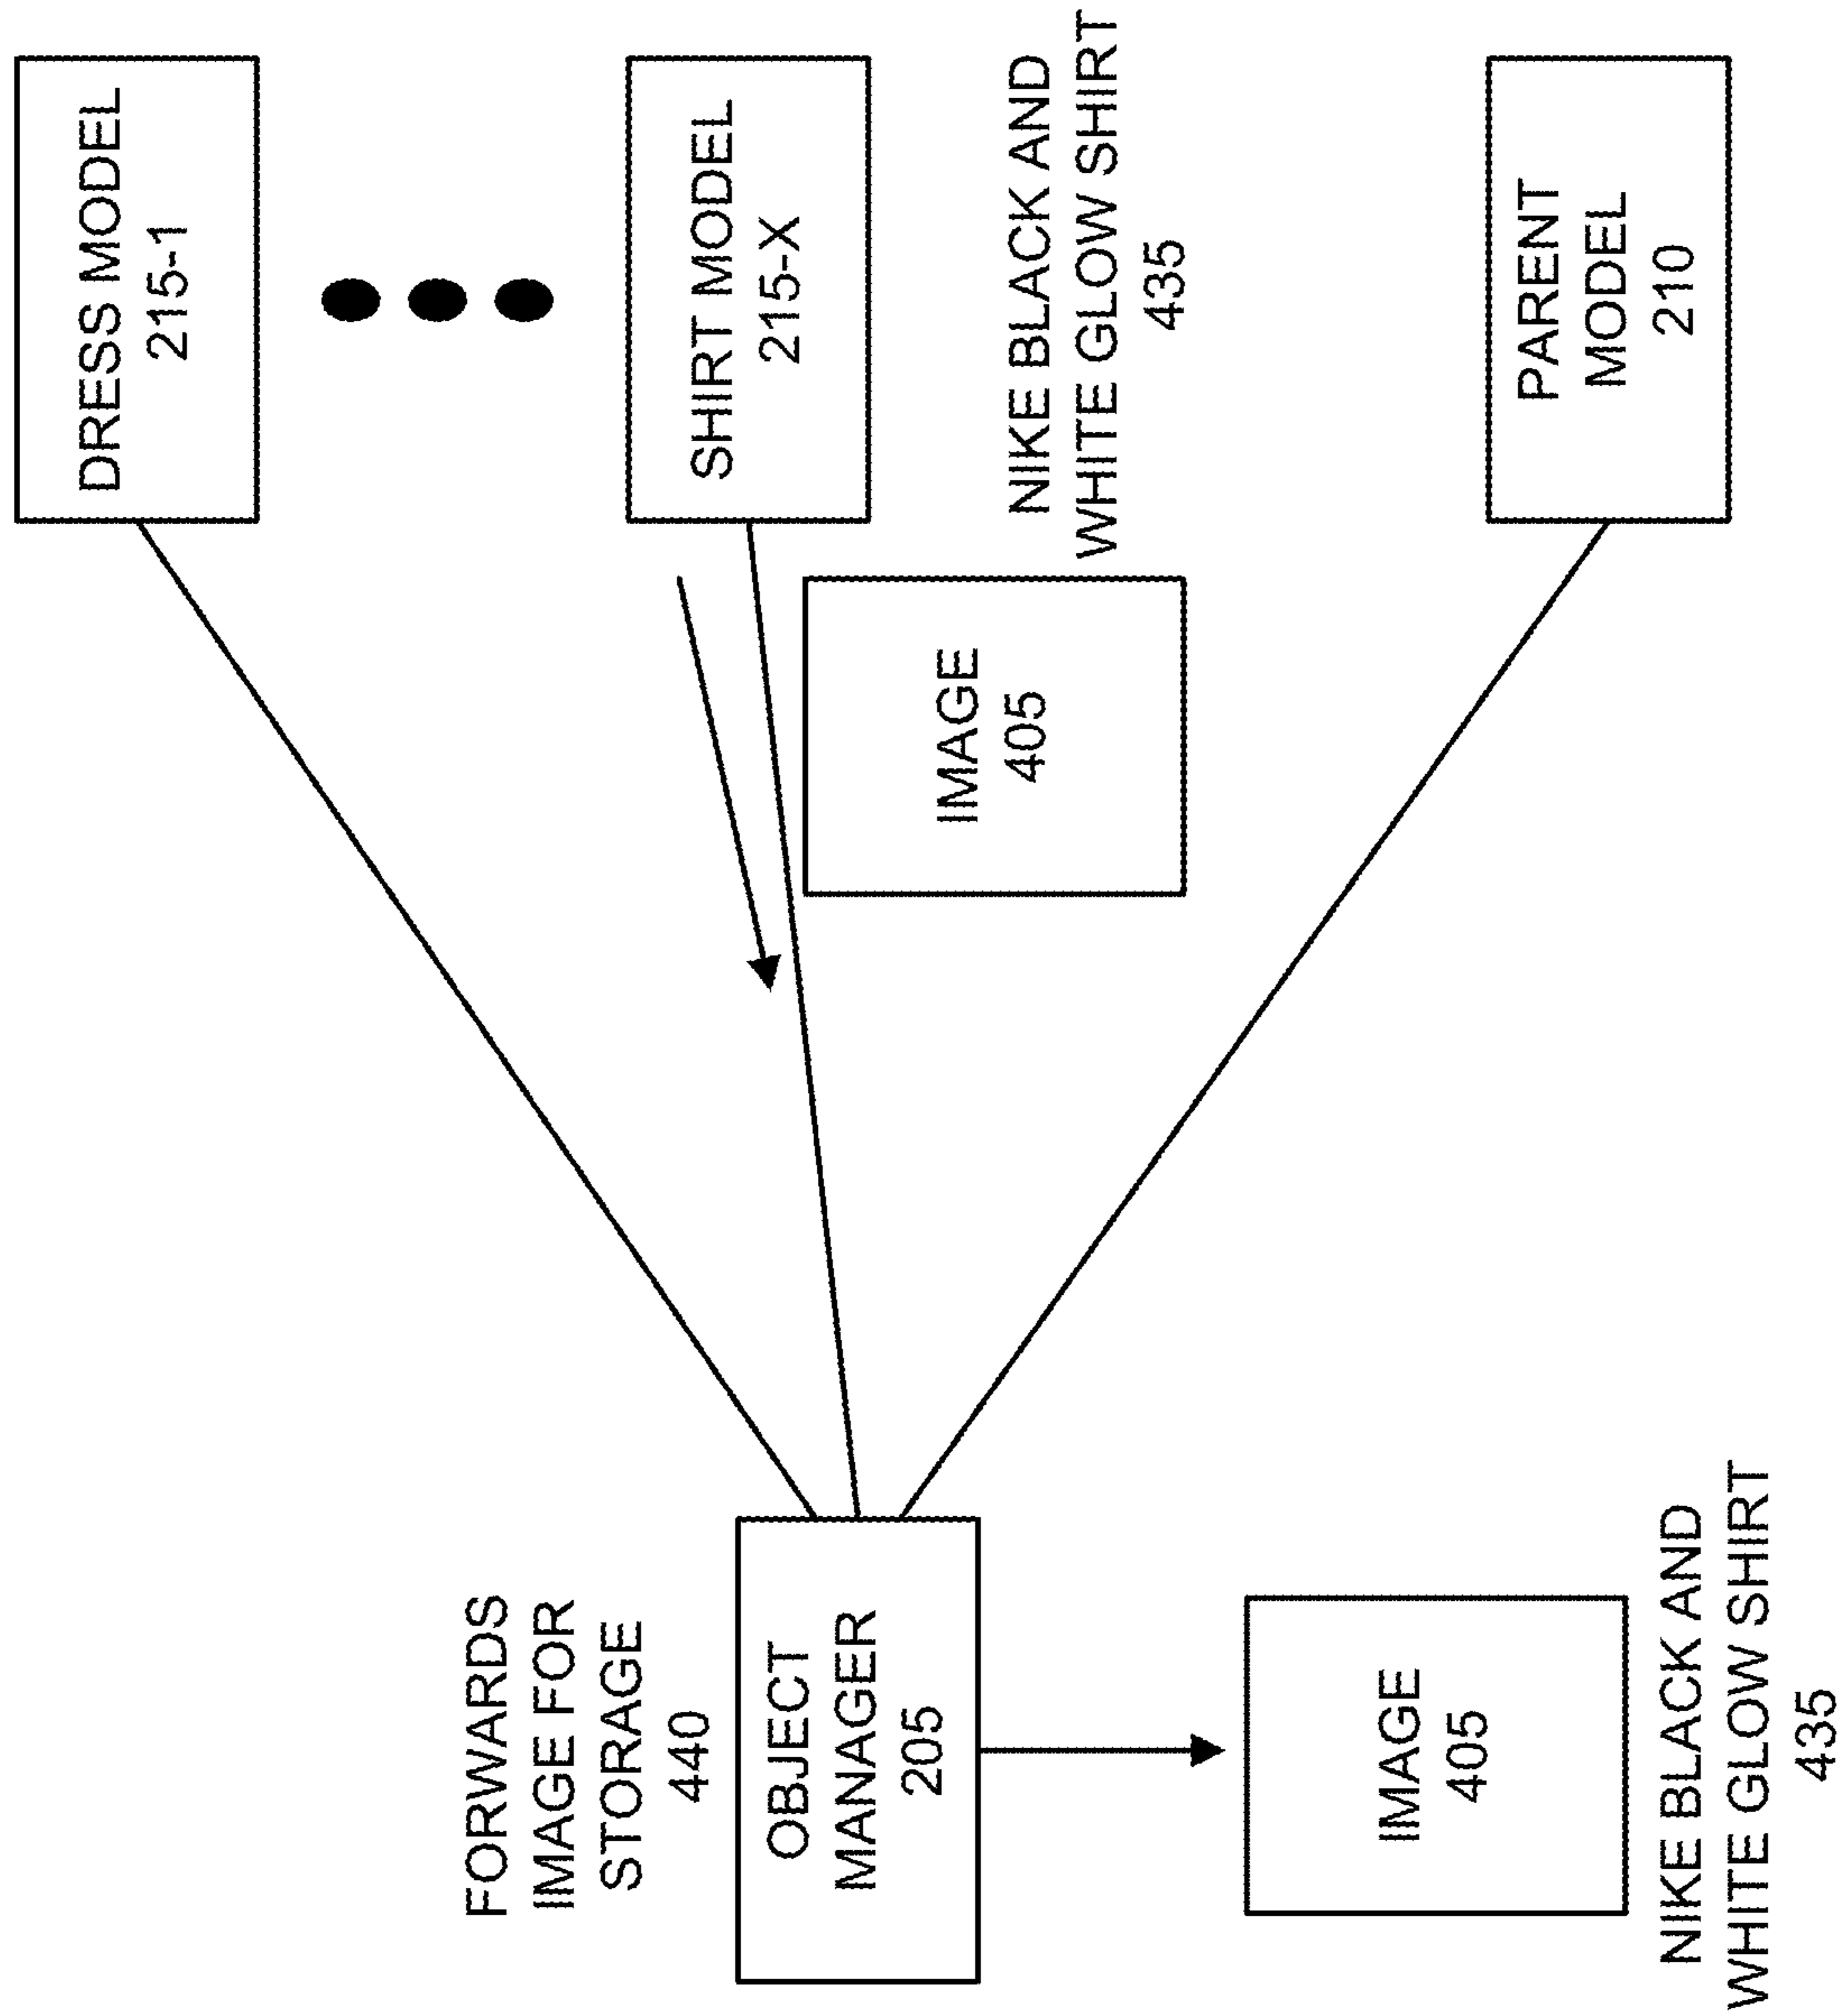 DRESS MODEL
215-1
SHIRT MODEL
215-X
NIKE BLACK AND
WHITE GLOW SHIRT
435
IMAGE
405
PARENT
MODEL
210
FORWARDS
IMAGE FOR
STORAGE
440
OBJECT
MANAGER
205
IMAGE
405
NIKE BLACK AND
WHITE GLOW SHIRT
435